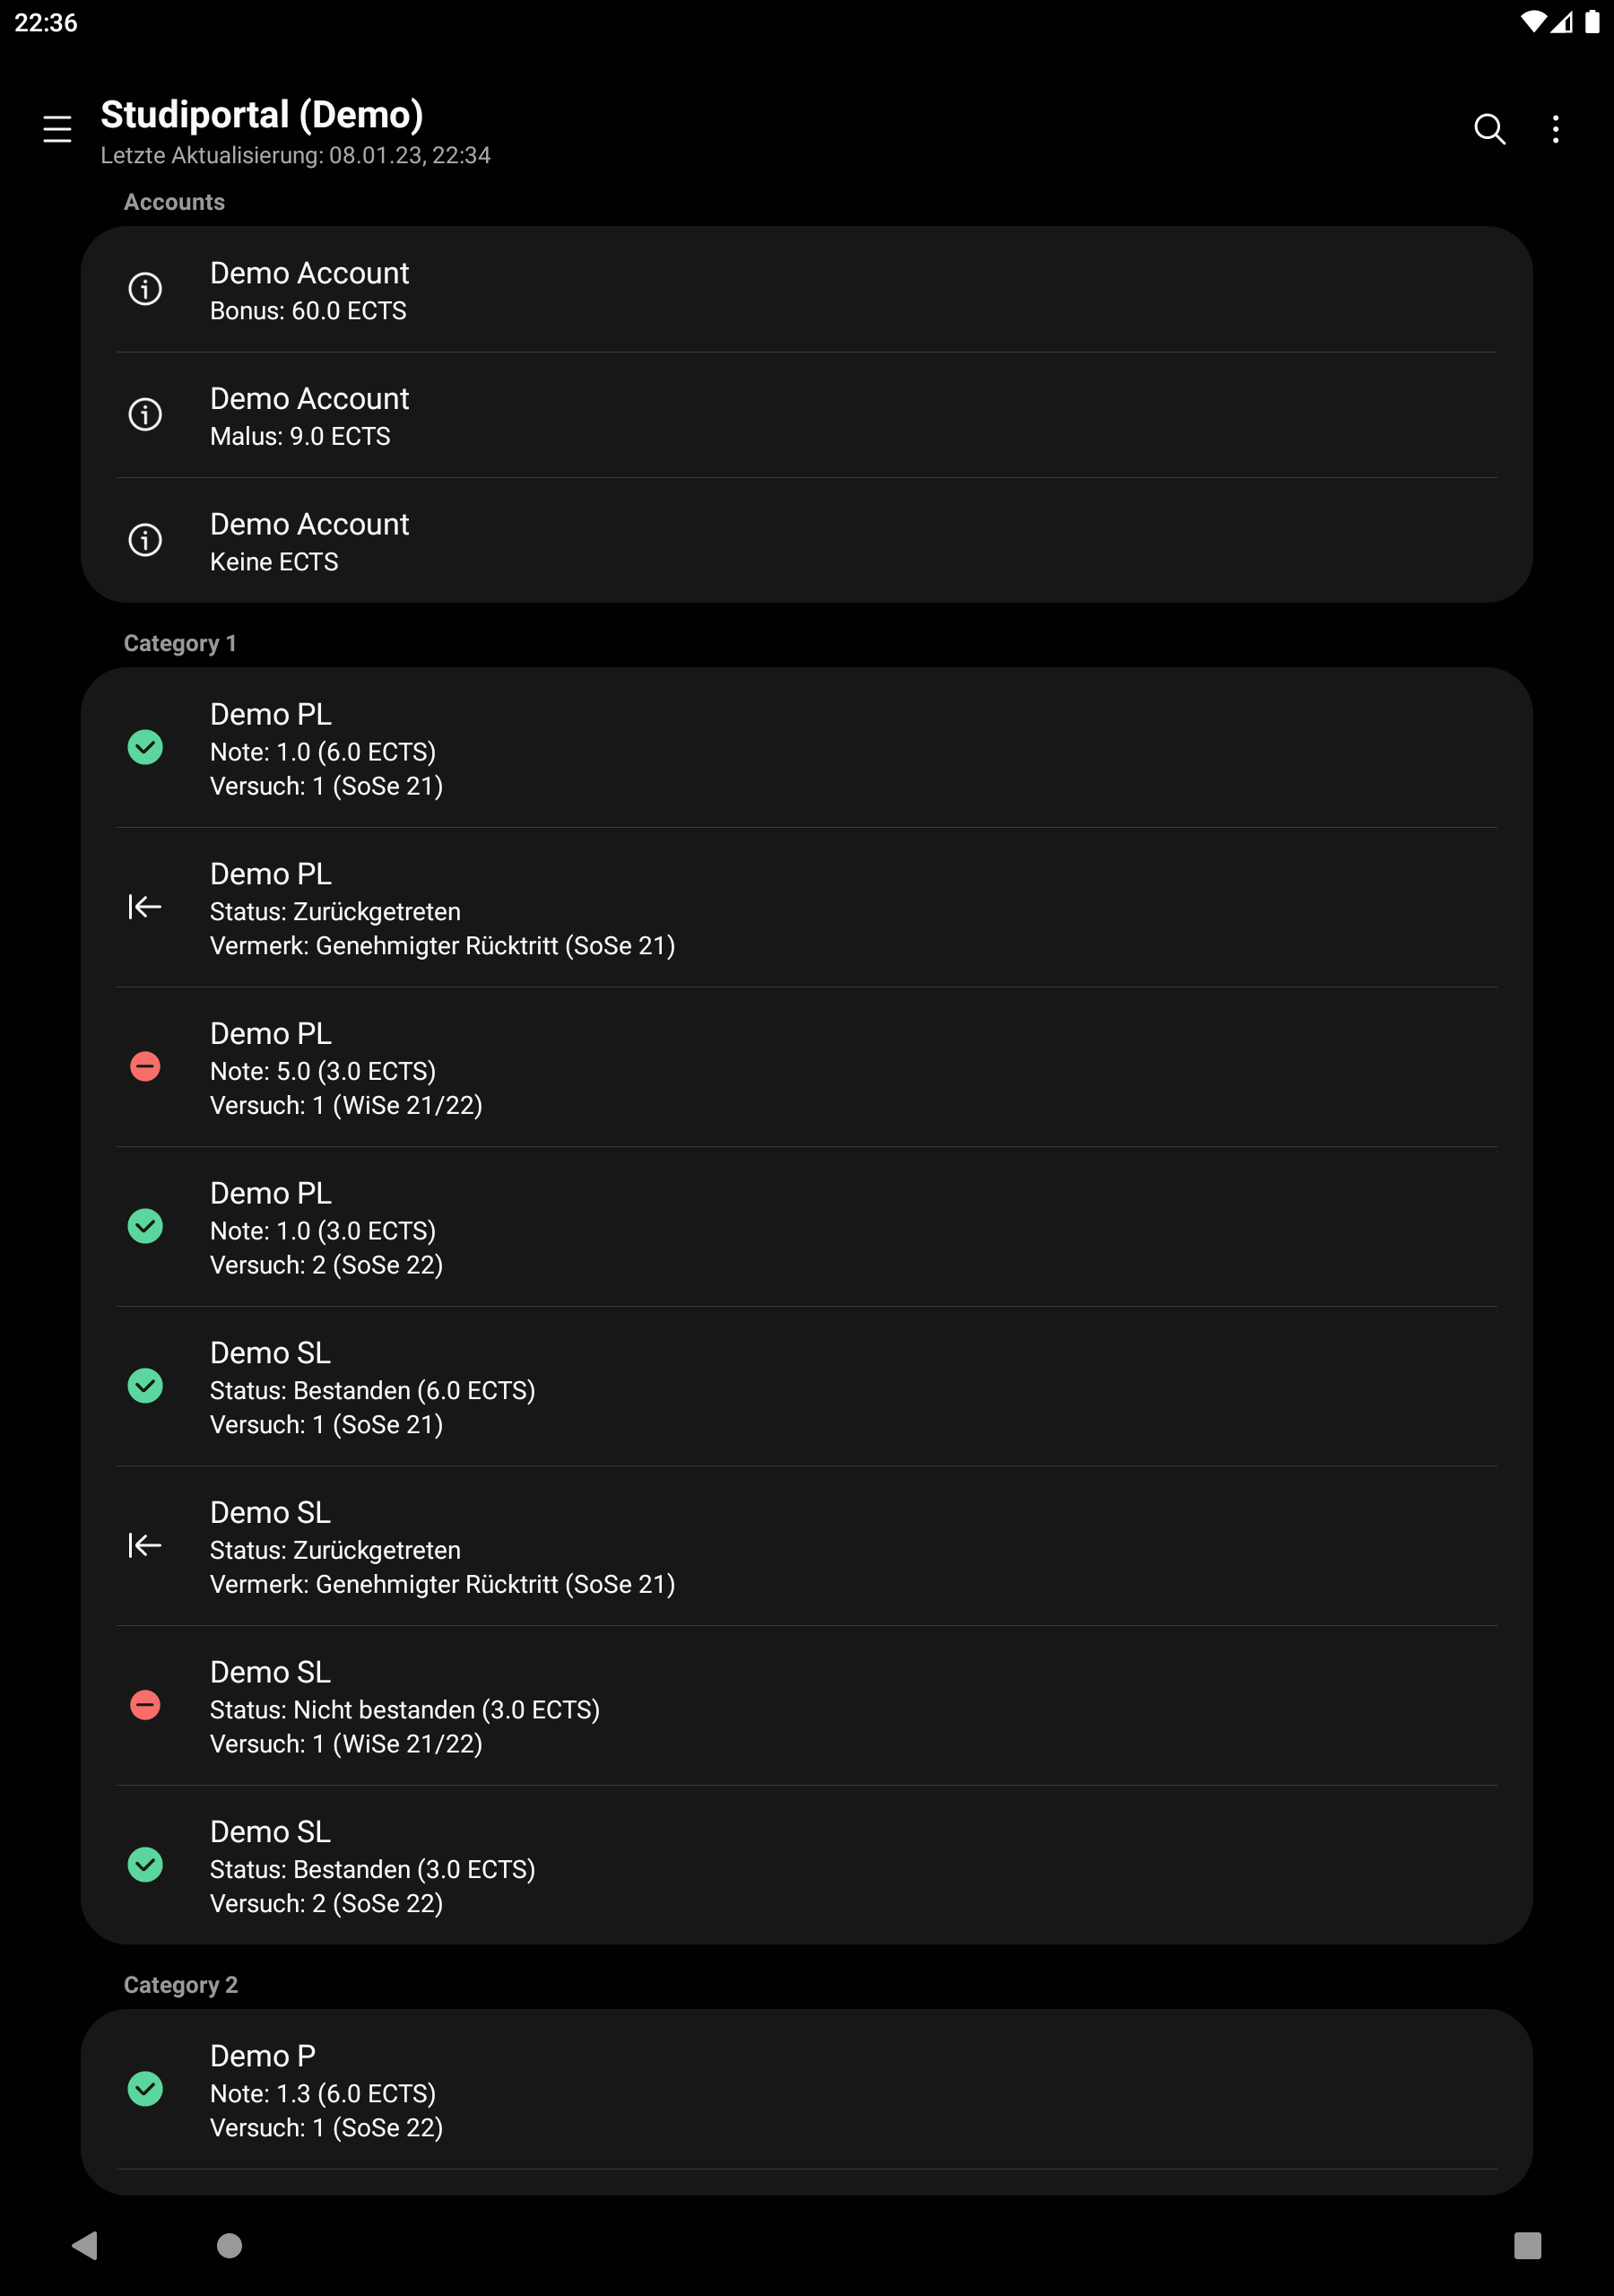 22:36
Studiportal (Demo)
Letzte Aktualisierung: 08.01.23, 22:34
Accounts
Demo Account
Bonus: 60.0 ECTS
Demo Account
Malus: 9.0 ECTS
Demo Account
Keine ECTS
Category 1
Demo PL
Note: 1.0 (6.0 ECTS)
Versuch: 1 (SoSe 21)
Demo PL
Status: Zurückgetreten
Vermerk: Genehmigter Rücktritt (SoSe 21)
Demo PL
Note: 5.0 (3.0 ECTS)
Versuch: 1 (WiSe 21/22)
Demo PL
Note: 1.0 (3.0 ECTS)
Versuch: 2 (SoSe 22)
Demo SL
Status: Bestanden (6.0 ECTS)
Versuch: 1 (SoSe 21)
Demo SL
Status: Zurückgetreten
Vermerk: Genehmigter Rücktritt (SoSe 21)
Demo SL
Status: Nicht bestanden (3.0 ECTS)
Versuch: 1 (WiSe 21/22)
Demo SL
Status: Bestanden (3.0 ECTS)
Versuch: 2 (SoSe 22)
Category 2
Demo P
Note: 1.3 (6.0 ECTS)
Versuch: 1 (SoSe 22)